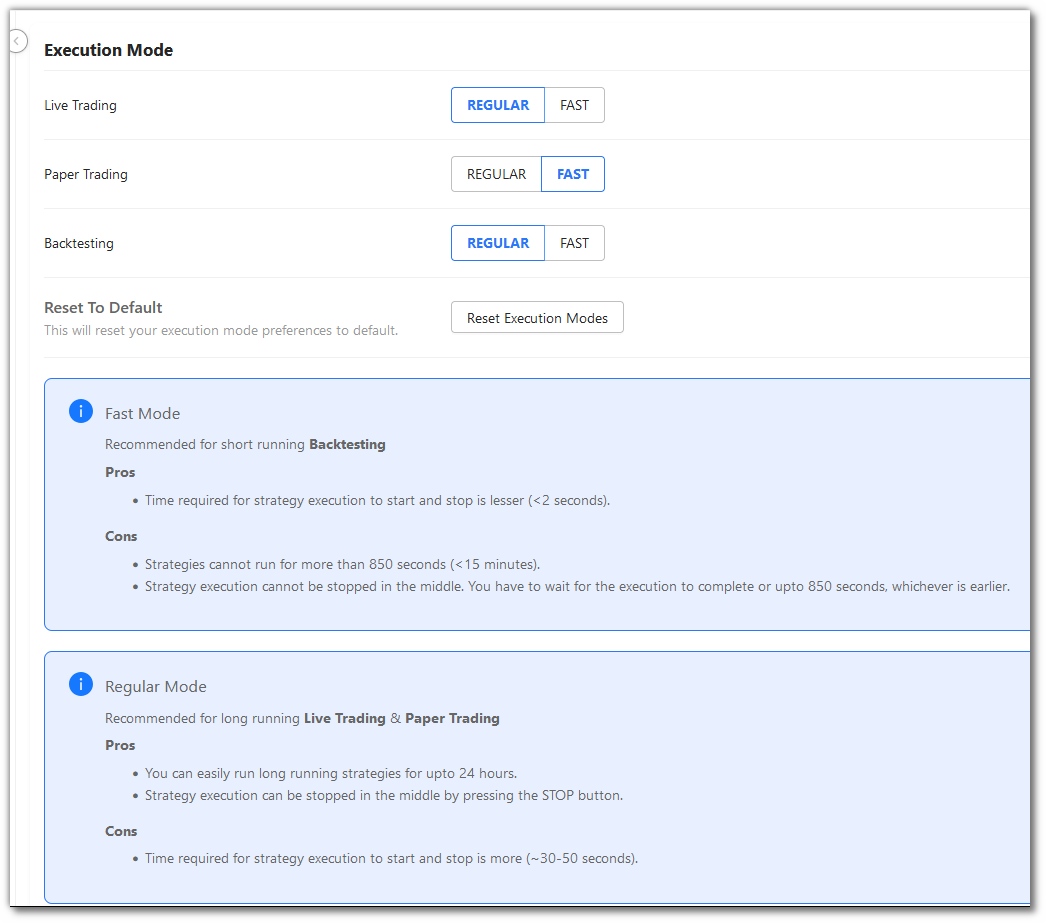 Execution Mode
Live Trading REGULAR FAST
Paper Trading REGULAR FAST
Backtesting REGULAR FAST
Reset To Default
This will reset your execution mode preferences to default.
Reset Execution Modes
Fast Mode
Recommended for short running Backtesting
Pros
• Time required for strategy execution to start and stop is lesser (<2 seconds).
Cons
• Strategies cannot run for more than 850 seconds (<15 minutes).
• Strategy execution cannot be stopped in the middle. You have to wait for the execution to complete or upto 850 seconds, whichever is earlier.
Regular Mode
Recommended for long running Live Trading & Paper Trading
Pros
• You can easily run long running strategies for upto 24 hours.
• Strategy execution can be stopped in the middle by pressing the STOP button.
Cons
• Time required for strategy execution to start and stop is more (~30-50 seconds).